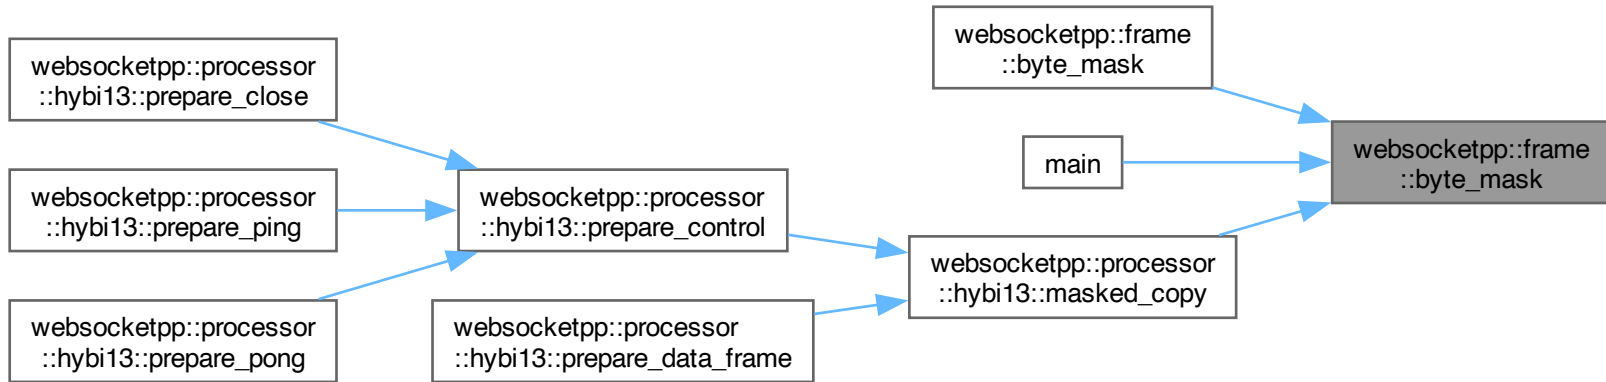 websocketpp::processor
::hybi13::prepare_close
websocketpp::processor
::hybi13::prepare_ping
websocketpp::processor
::hybi13::prepare_pong
websocketpp::processor
::hybi13::prepare_control
websocketpp::processor
::hybi13::prepare_data_frame
websocketpp::frame
::byte_mask
main
websocketpp::processor
::hybi13::masked_copy
websocketpp::frame
::byte_mask